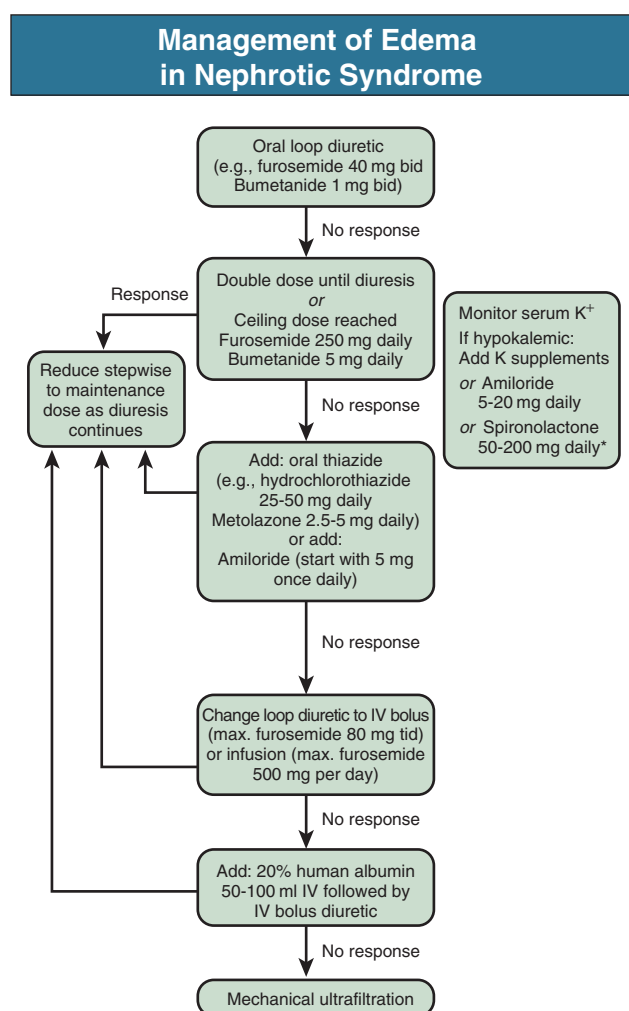 Management of Edema
in Nephrotic Syndrome
Oral loop diuretic
(e.g., furosemide 40 mg bid
Bumetanide 1 mg bid)
No response
Double dose until diuresis
or
Ceiling dose reached
Furosemide 250 mg daily
Bumetanide 5 mg daily
Response
Monitor serum K+
If hypokalemic:
Add K supplements
or Amiloride
5-20 mg daily
or Spironolactone
50-200 mg daily*
Reduce stepwise
to maintenance
dose as diuresis
continues
No response
Add: oral thiazide
(e.g., hydrochlorothiazide
25-50 mg daily
Metolazone 2.5-5 mg daily)
or add:
Amiloride (start with 5 mg
once daily)
No response
Change loop diuretic to IV bolus
(max. furosemide 80 mg tid)
or infusion (max. furosemide
500 mg per day)
No response
Add: 20% human albumin
50-100 ml IV followed by
IV bolus diuretic
No response
Mechanical ultrafiltration